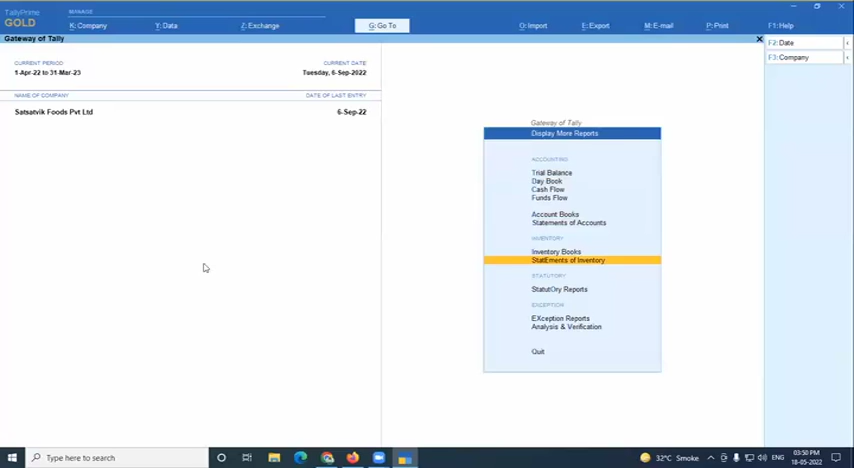 TallyPrime
GOLD
MANAGE
K: Company
Y: Data
Z: Exchange
G: Go To
O: Import
E: Export
M: E-mail
P: Print
F1: Help
Gateway of Tally
F2: Date
F3: Company
CURRENT PERIOD
CURRENT DATE
1-Apr-22 to 31-Mar-23
Tuesday, 6-Sep-2022
NAME OF COMPANY
DATE OF LAST ENTRY
Satsatvik Foods Pvt Ltd
6-Sep-22
Gateway of Tally
Display More Reports
ACCOUNTING
Trial Balance
Day Book
Cash Flow
Funds Flow
Account Books
Statements of Accounts
INVENTORY
Inventory Books
StatEments of Inventory
STATUTORY
StatutOry Reports
EXCEPTION
EXception Reports
Analysis & Verification
Quit
Type here to search
32°C Smoke
ENG
03:50 PM
18-05-2022